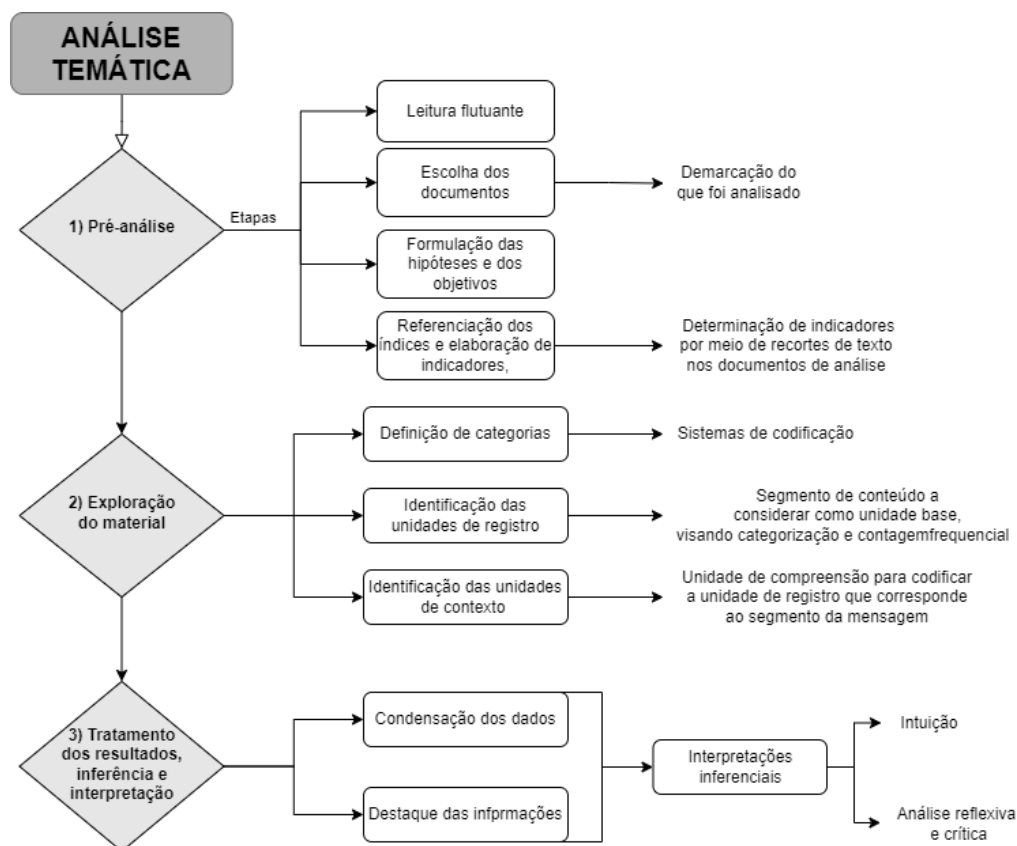 ANÁLISE
TEMÁTICA
1) Pré-análise
Etapas
Leitura flutuante
Escolha dos
documentos
Demarcação do
que foi analisado
Formulação das
hipóteses e dos
objetivos
Referenciação dos
índices e elaboração de
indicadores,
Determinação de indicadores
por meio de recortes de texto
nos documentos de análise
2) Exploração
do material
Definição de categorias
Sistemas de codificação
Identificação das
unidades de registro
Segmento de conteúdo a
considerar como unidade base,
visando categorização e contagemfrequencial
Identificação das unidades
de contexto
Unidade de compreensão para codificar
a unidade de registro que corresponde
ao segmento da mensagem
3) Tratamento
dos resultados,
inferência e
interpretação
Condensação dos dados
Destaque das infprmações
Interpretações
inferenciais
Intuição
Análise reflexiva
e crítica